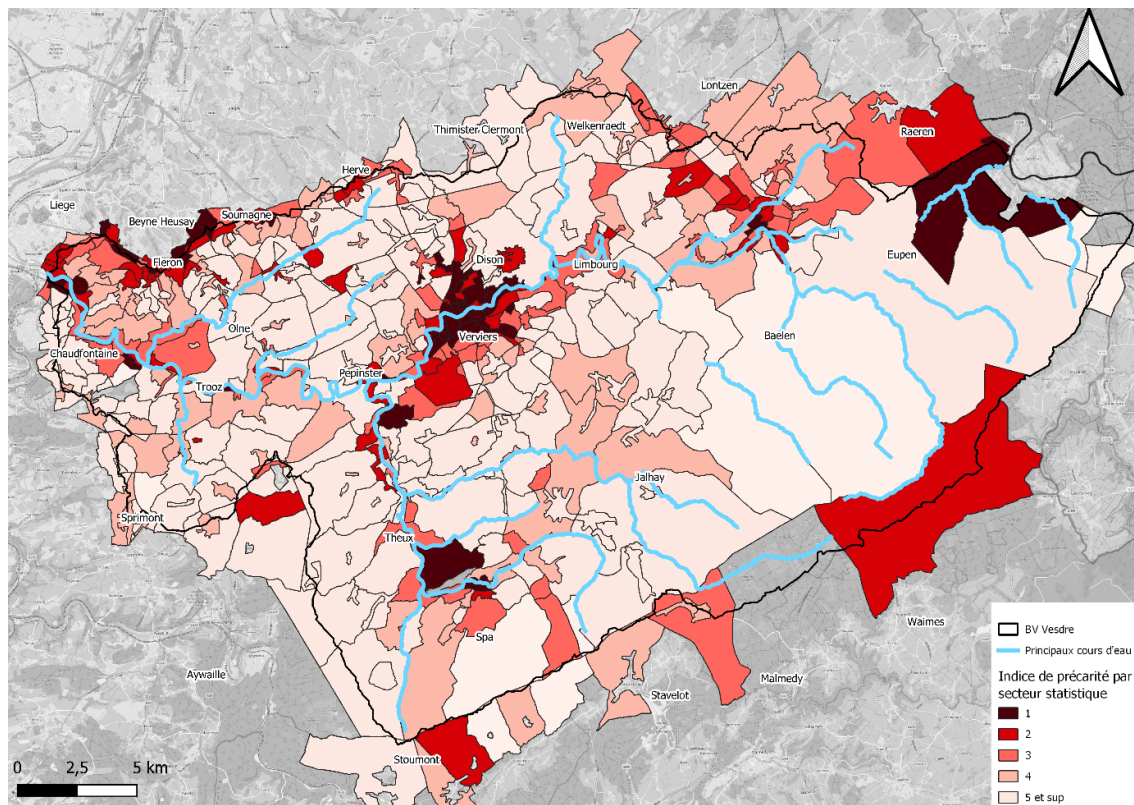 Lontzen
Raeren
Thimister-Clermont
Welkenraedt
Herve
Liege
Beyne Heusay
Soumagne
Fleron
Eupen
Dison
Limbourg
Olne
Verviers
Baelen
Chaudfontaine
Trooz
Pepinster
Jalhay
Sprimont
Theux
Spa
Waimes
Aywaille
Malmedy
Stavelot
Stoumont
BV Vesdre
Principaux cours d'eau
Indice de précarité par
secteur statistique
1
2
3
4
5 et sup
0 2,5 5 km